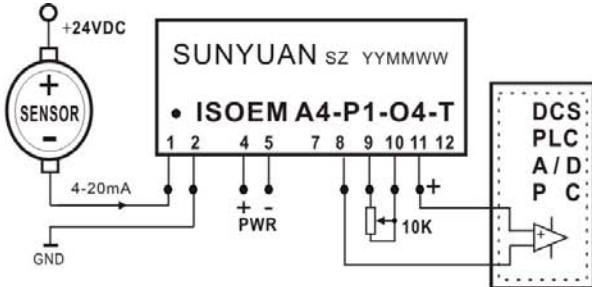 +24VDC
SUNYUAN SZ YYMMWW
+
SENSOR
-
• ISOEM A4-P1-O4-T
1 2 4 5 7 8 9 10 11 12
4-20mA
+ -
PWR
10K
+
GND
DCS
PLC
A/D
P C
+